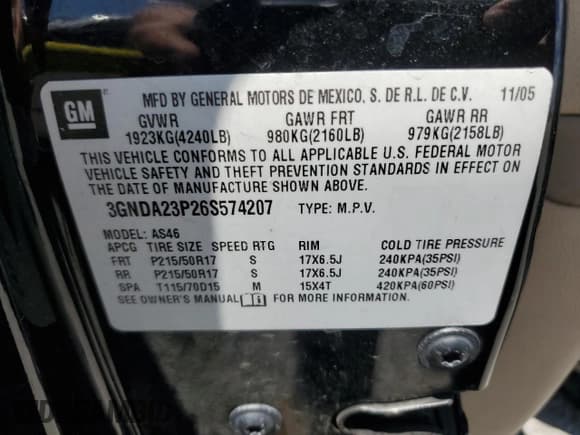 GM
MFD BY GENERAL MOTORS DE MEXICO, S. DE R.L. DE C.V. 11/05
GVWR GAWR FRT GAWR RR
1923KG(4240LB) 980KG(2160LB) 979KG(2158LB)
THIS VEHICLE CONFORMS TO ALL APPLICABLE U.S. FEDERAL MOTOR
VEHICLE SAFETY AND THEFT PREVENTION STANDARDS IN EFFECT ON
THE DATE OF MANUFACTURE SHOWN ABOVE.
3GNDA23P26S574207 TYPE: M.P.V.
MODEL: AS46
APCG TIRE SIZE SPEED RTG RIM COLD TIRE PRESSURE
FRT P215/50R17 S 17X6.5J 240KPA(35PSI)
RR P215/50R17 S 17X6.5J 240KPA(35PSI)
SPA T115/70D15 M 15X4T 420KPA(60PSI)
SEE OWNER'S MANUAL FOR MORE INFORMATION.